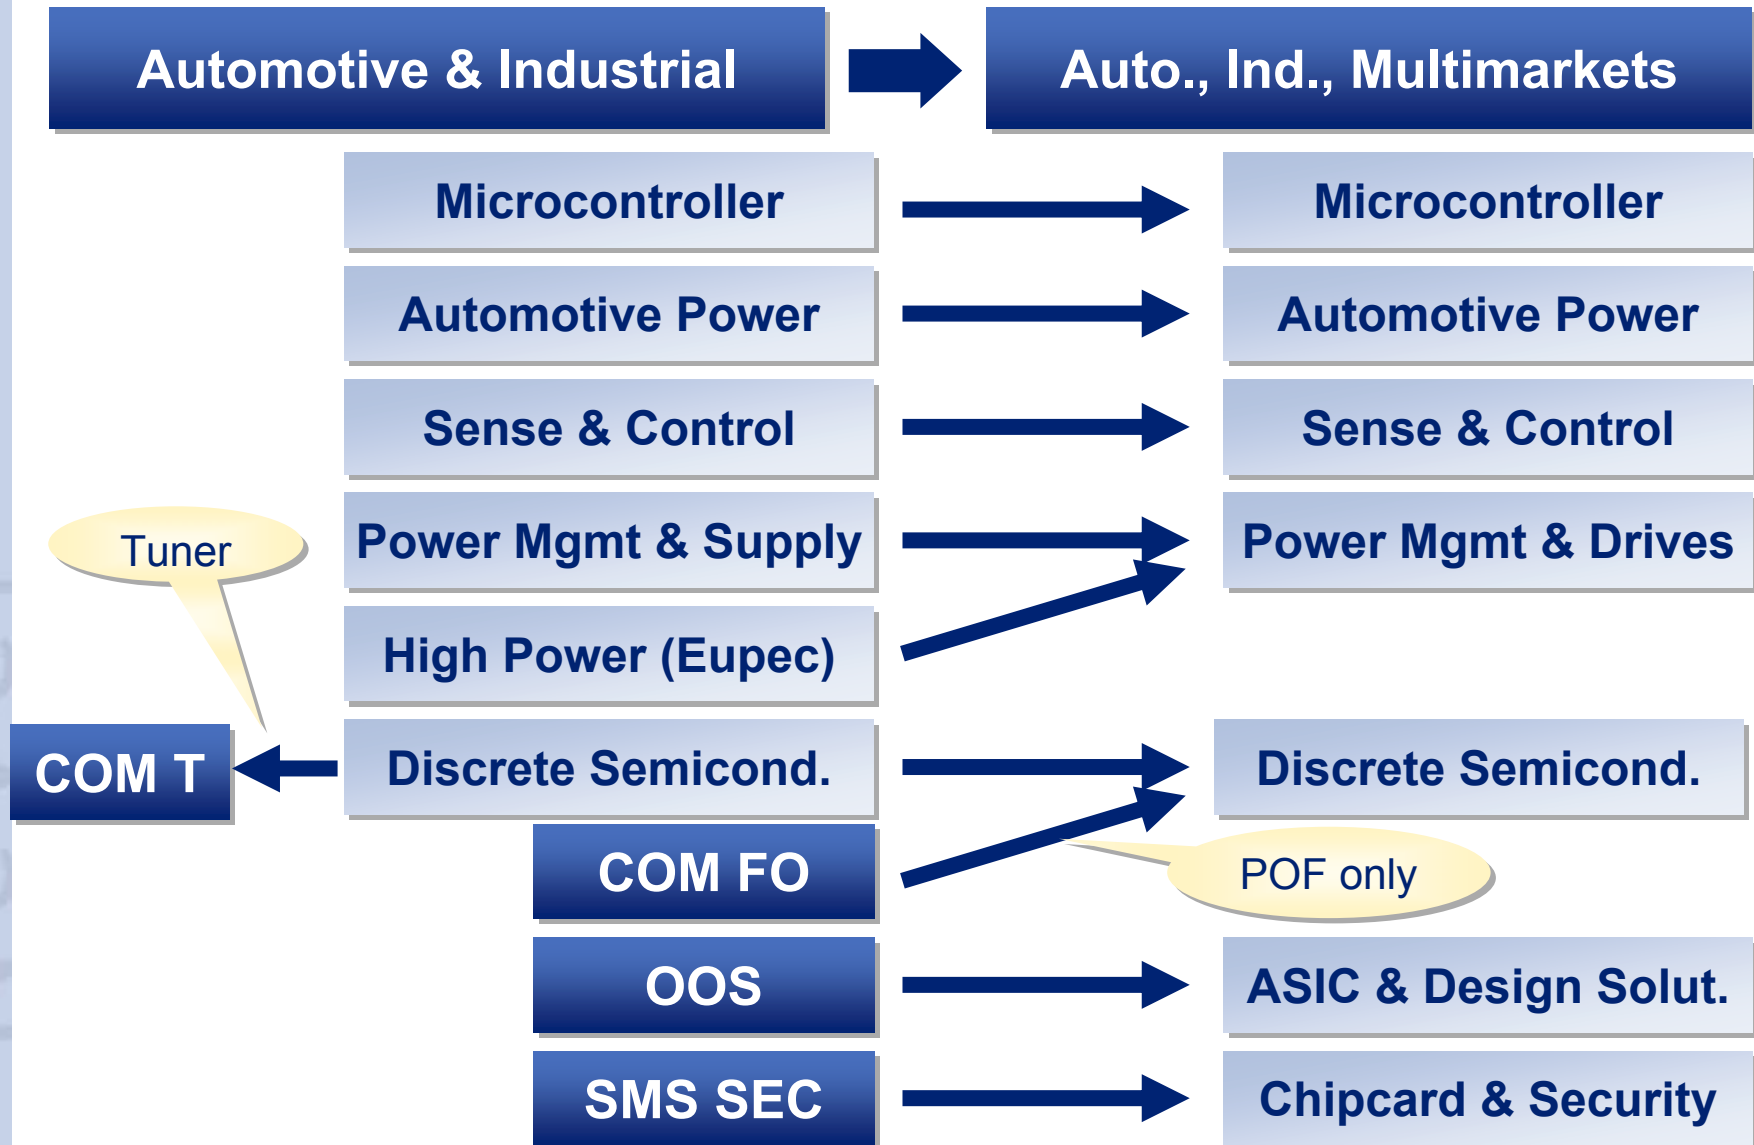 Automotive & Industrial
Auto., Ind., Multimarkets
Microcontroller
Microcontroller
Automotive Power
Automotive Power
Sense & Control
Sense & Control
Tuner
Power Mgmt & Supply
Power Mgmt & Drives
High Power (Eupec)
COM T
Discrete Semicond.
Discrete Semicond.
COM FO
POF only
OOS
ASIC & Design Solut.
SMS SEC
Chipcard & Security